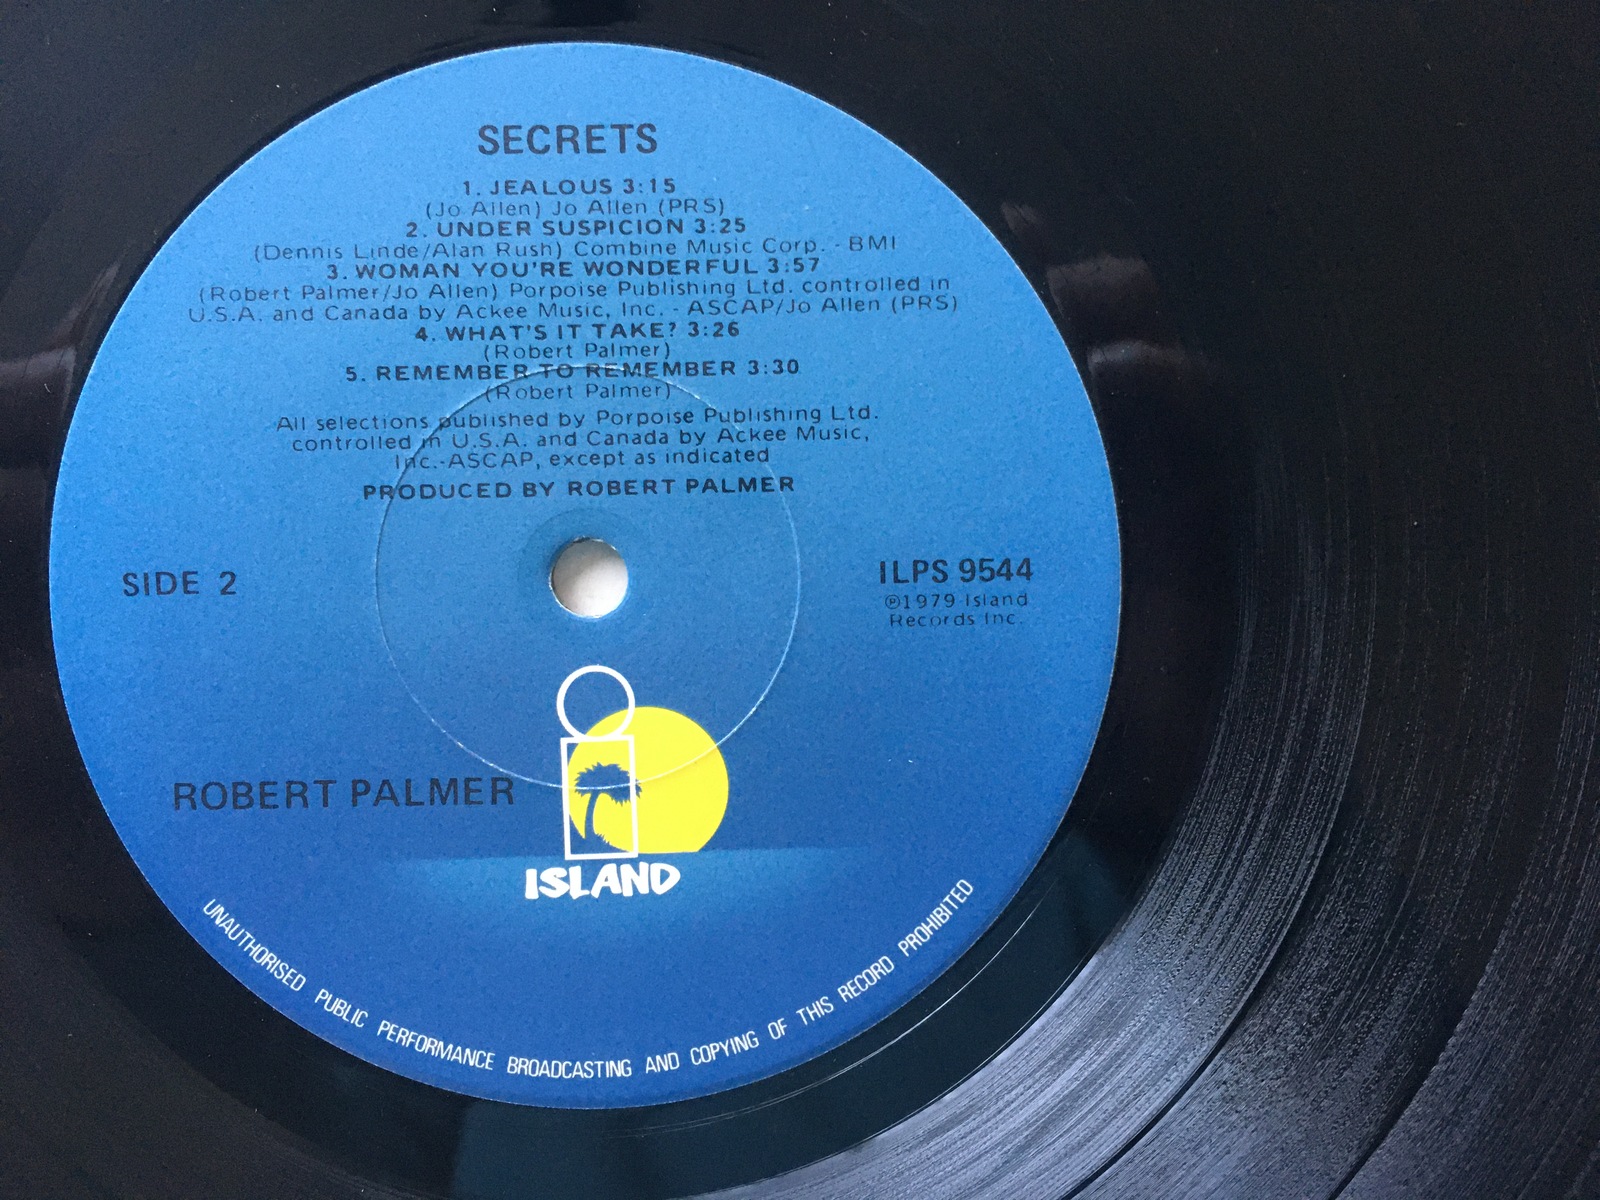 SECRETS
1. JEALOUS 3:15
(Jo Allen) Jo Allen (PRS)
2. UNDER SUSPICION 3:25
(Dennis Linde/Alan Rush) Combine Music Corp. - BMI
3. WOMAN YOU'RE WONDERFUL 3:57
(Robert Palmer/Jo Allen) Porpoise Publishing Ltd. controlled in
U.S.A. and Canada by Ackee Music, Inc. - ASCAP/Jo Allen (PRS)
4. WHAT'S IT TAKE? 3:26
(Robert Palmer)
5. REMEMBER TO REMEMBER 3:30
(Robert Palmer)
All selections published by Porpoise Publishing Ltd.
controlled in U.S.A. and Canada by Ackee Music,
Inc.-ASCAP, except as indicated
PRODUCED BY ROBERT PALMER
SIDE 2
ILPS 9544
℗1979 Island
Records Inc.
ROBERT PALMER
ISLAND
UNAUTHORISED PUBLIC PERFORMANCE BROADCASTING AND COPYING OF THIS RECORD PROHIBITED